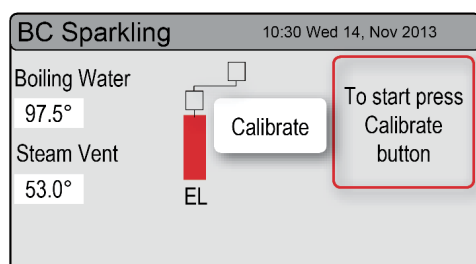 BC Sparkling
10:30 Wed 14, Nov 2013
Boiling Water
97.5°
Steam Vent
53.0°
EL
Calibrate
To start press
Calibrate
button